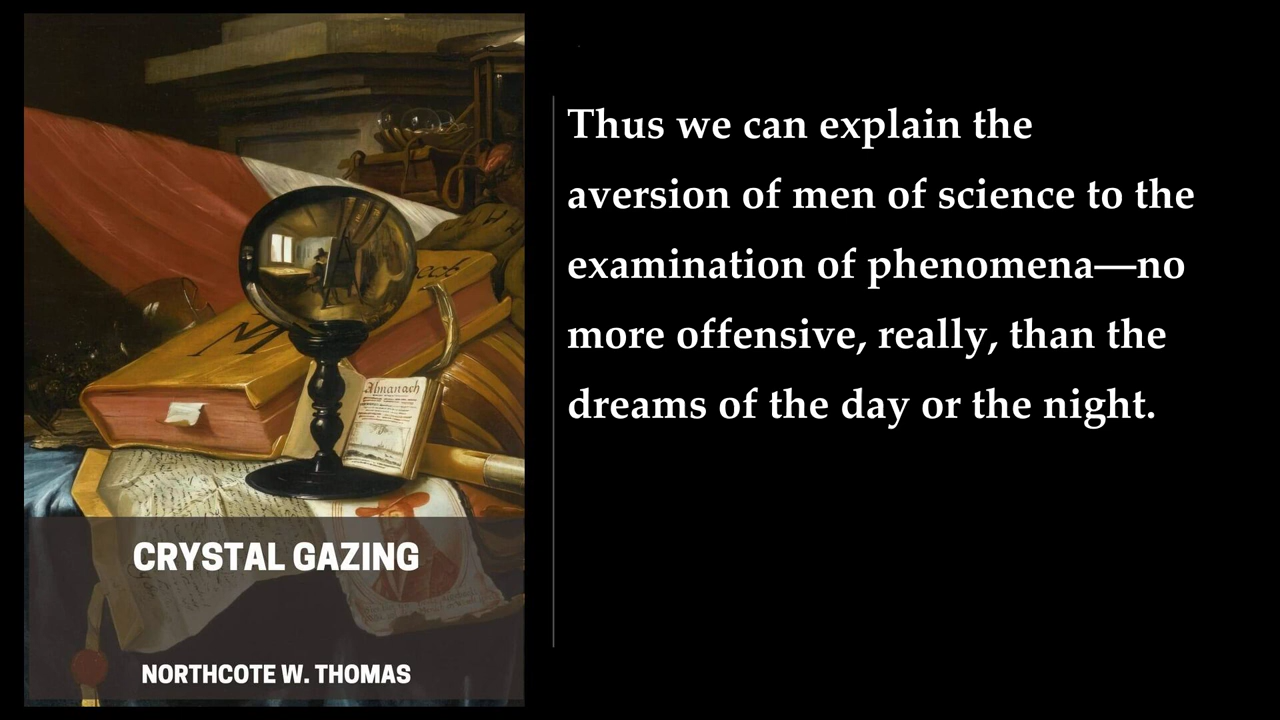 Thus we can explain the
aversion of men of science to the
examination of phenomena—no
more offensive, really, than the
dreams of the day or the night.
M
Almanach
CRYSTAL GAZING
NORTHCOTE W. THOMAS